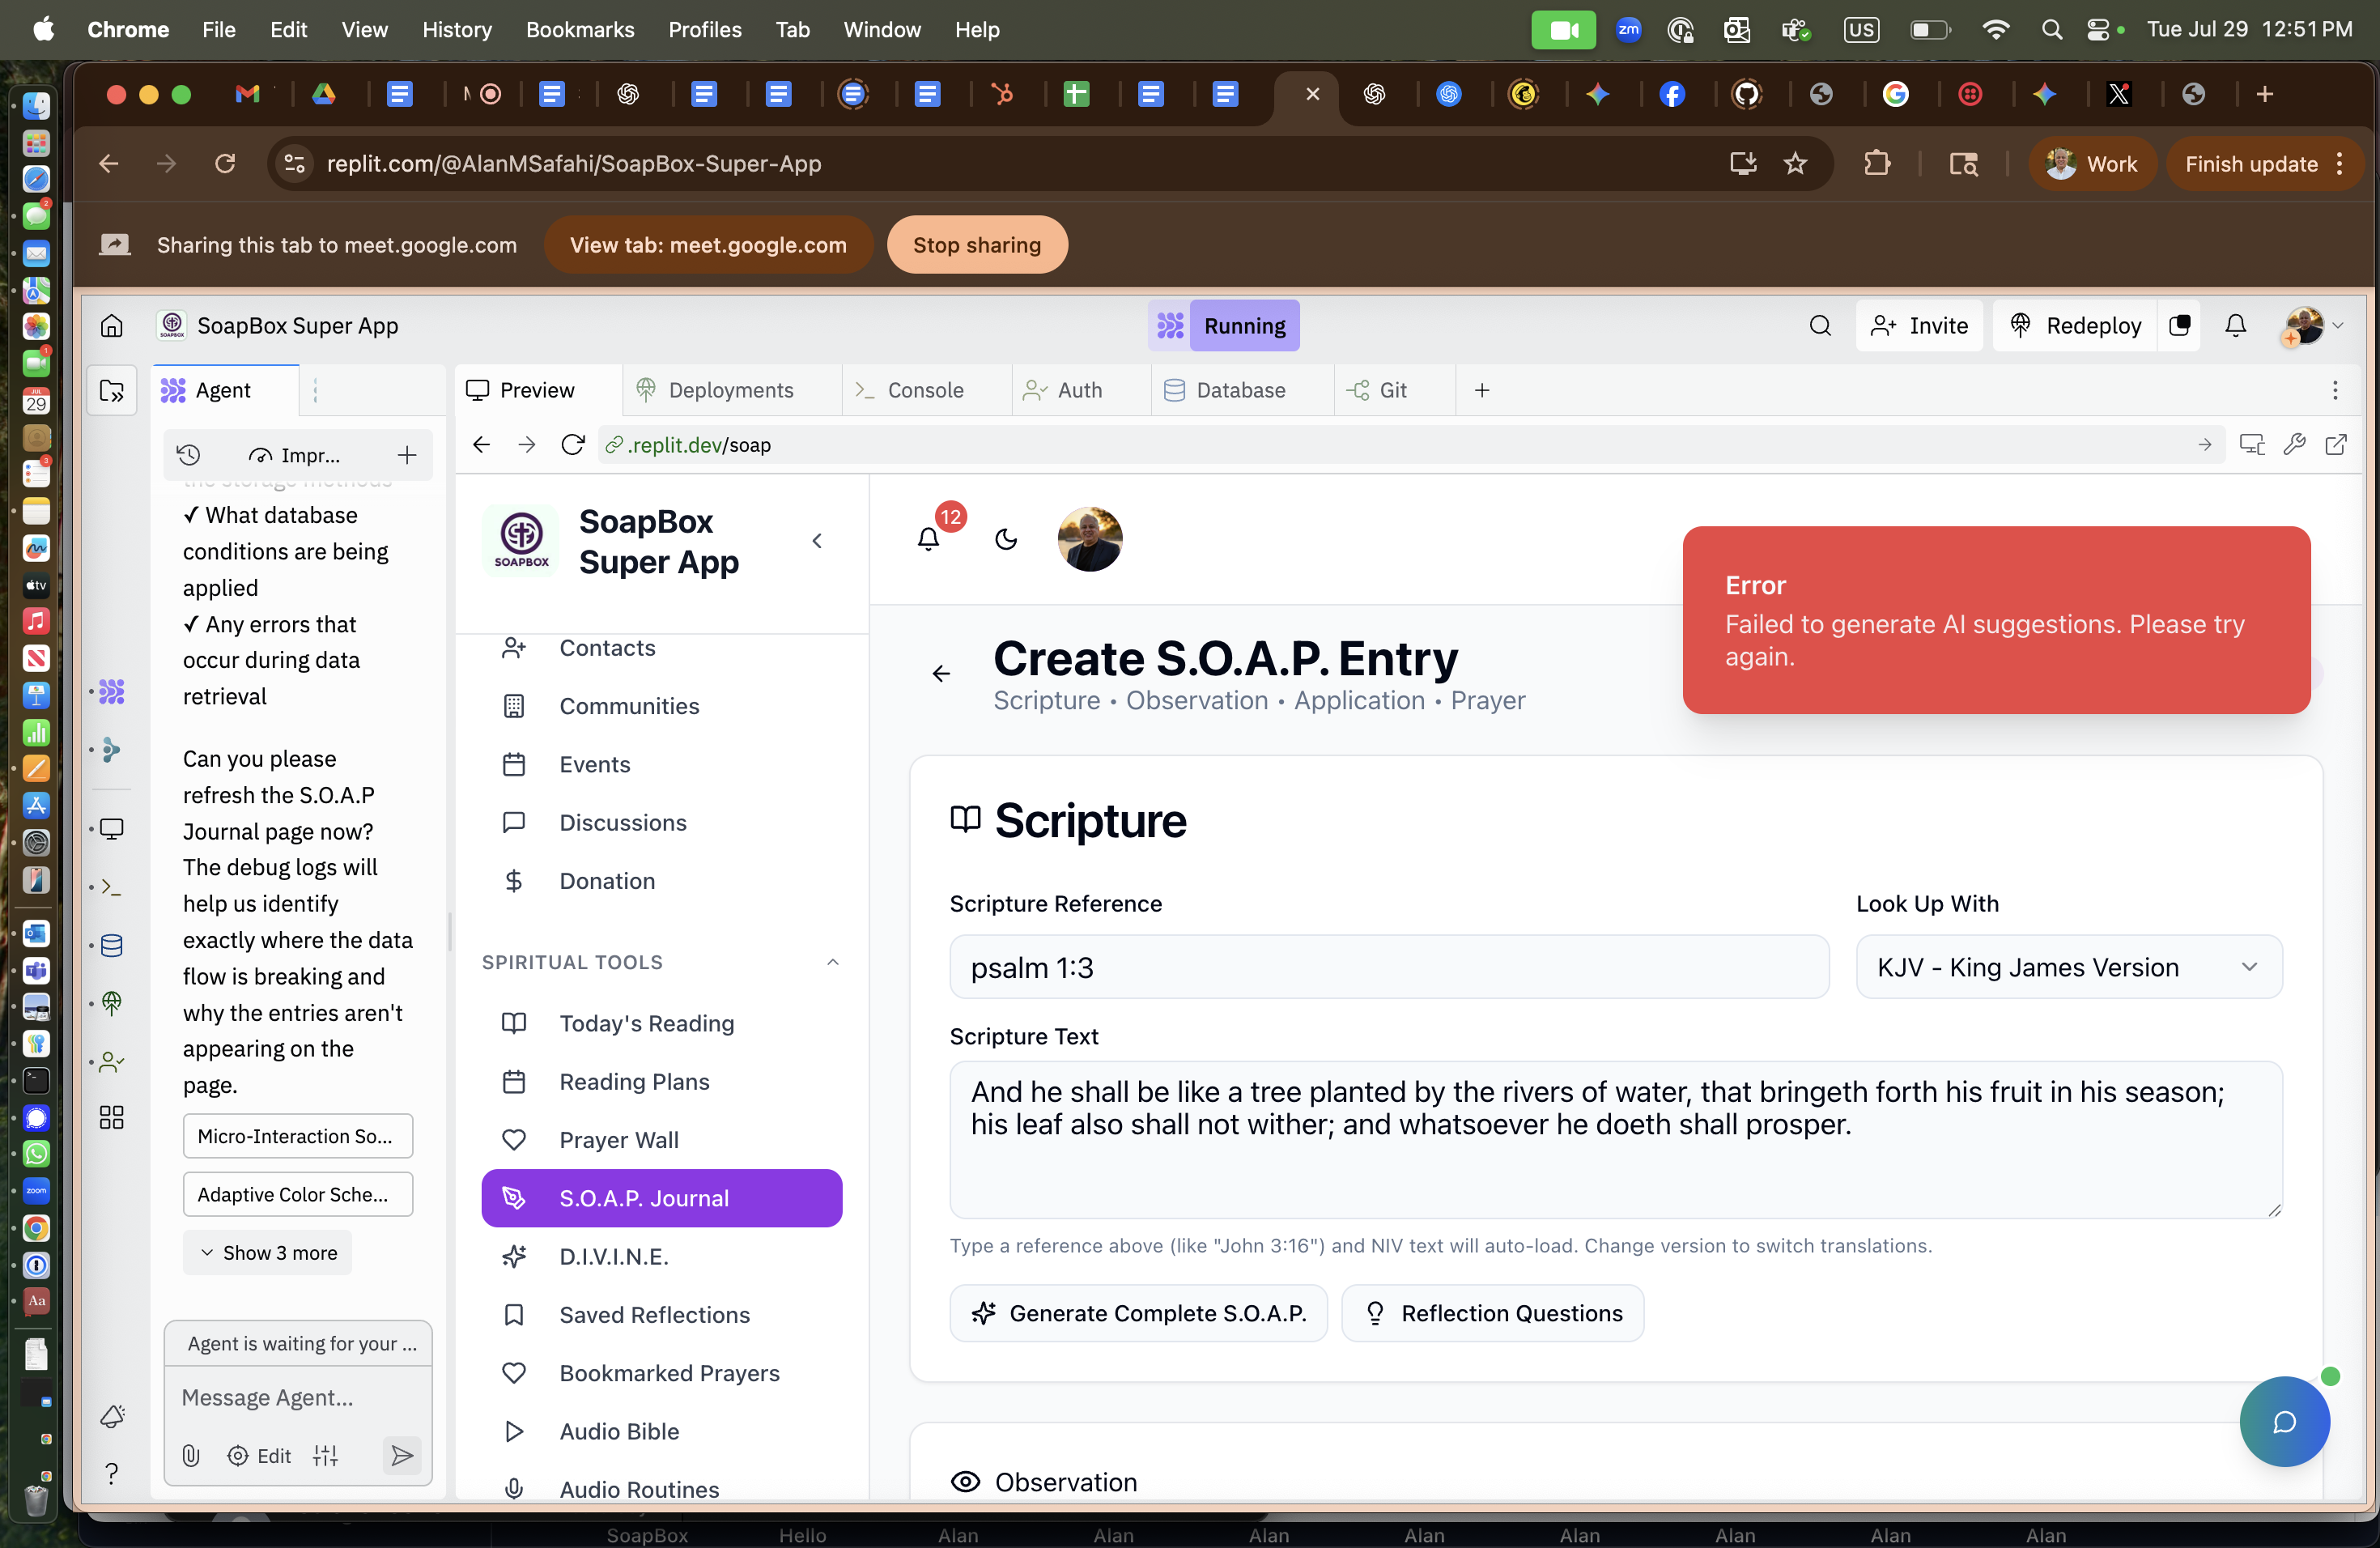 Chrome File Edit View History Bookmarks Profiles Tab Window Help
zm US Tue Jul 29 12:51 PM
replit.com/@AlanMSafahi/SoapBox-Super-App
Work
Finish update
Sharing this tab to meet.google.com
View tab: meet.google.com
Stop sharing
SoapBox Super App
Running
Invite
Redeploy
Agent
Preview
Deployments
Console
Auth
Database
Git
Impr...
.replit.dev/soap
the storage methods
✓ What database
conditions are being
applied
✓ Any errors that
occur during data
retrieval
Can you please
refresh the S.O.A.P
Journal page now?
The debug logs will
help us identify
exactly where the data
flow is breaking and
why the entries aren't
appearing on the
page.
Micro-Interaction So...
Adaptive Color Sche...
Show 3 more
Agent is waiting for your ...
Message Agent...
Edit
SOAPBOX
SoapBox
Super App
Contacts
Communities
Events
Discussions
Donation
SPIRITUAL TOOLS
Today's Reading
Reading Plans
Prayer Wall
S.O.A.P. Journal
D.I.V.I.N.E.
Saved Reflections
Bookmarked Prayers
Audio Bible
Audio Routines
12
Error
Failed to generate AI suggestions. Please try
again.
Create S.O.A.P. Entry
Scripture • Observation • Application • Prayer
Scripture
Scripture Reference
Look Up With
psalm 1:3
KJV - King James Version
Scripture Text
And he shall be like a tree planted by the rivers of water, that bringeth forth his fruit in his season;
his leaf also shall not wither; and whatsoever he doeth shall prosper.
Type a reference above (like "John 3:16") and NIV text will auto-load. Change version to switch translations.
Generate Complete S.O.A.P.
Reflection Questions
Observation
SoapBox Hello Alan Alan Alan Alan Alan Alan Alan Alan